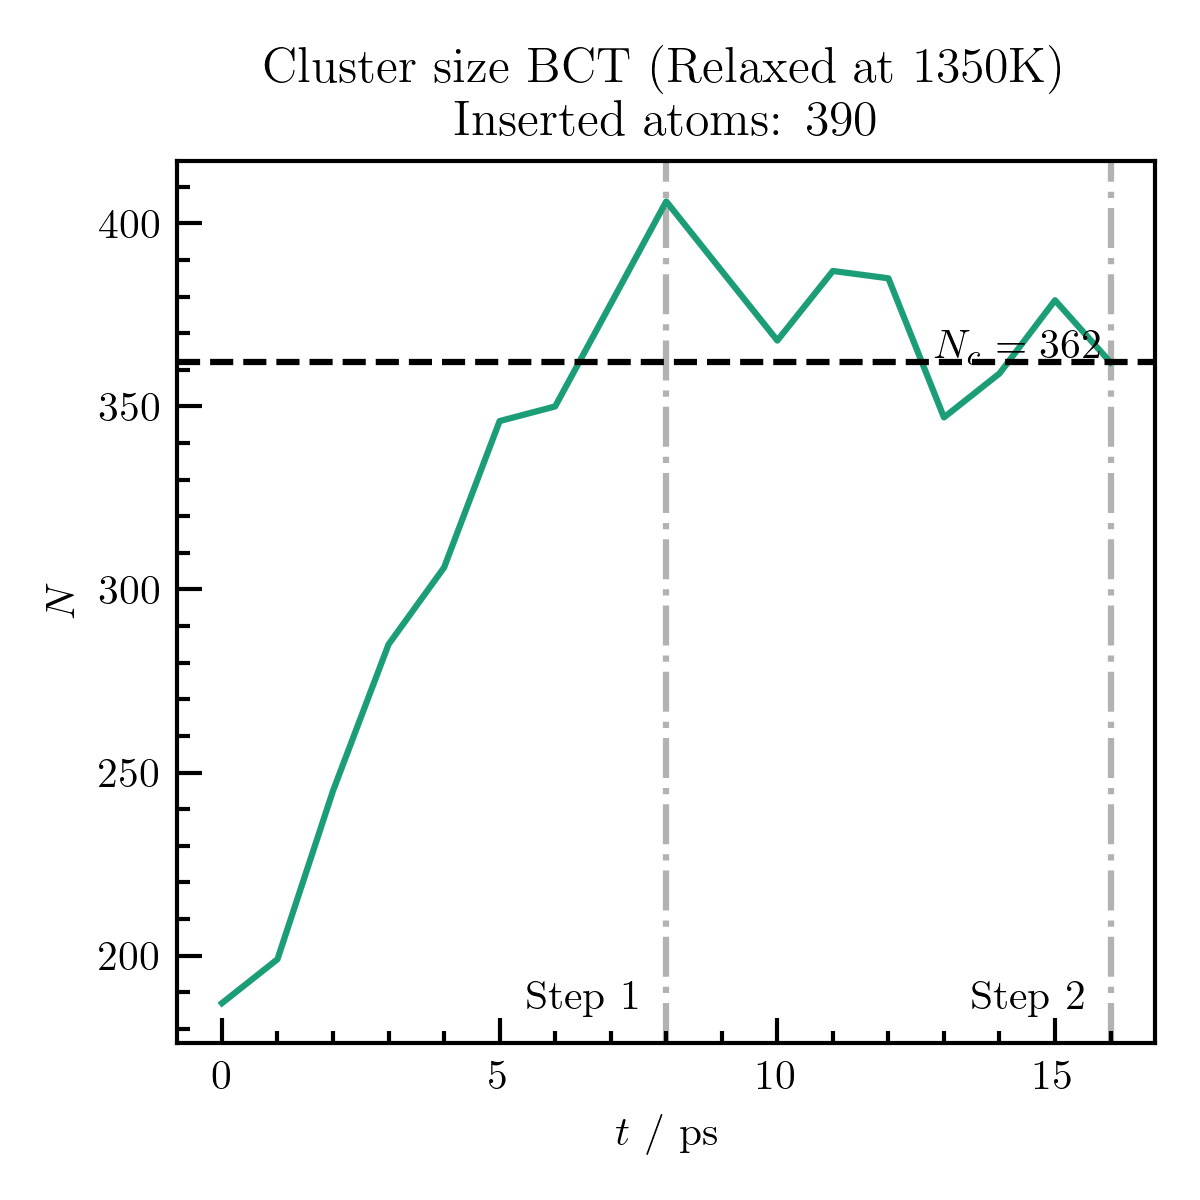 Cluster size BCT (Relaxed at 1350K)
Inserted atoms: 390
400
350
300
250
200
N
N_c = 362
Step 1
Step 2
0
5
10
15
t / ps